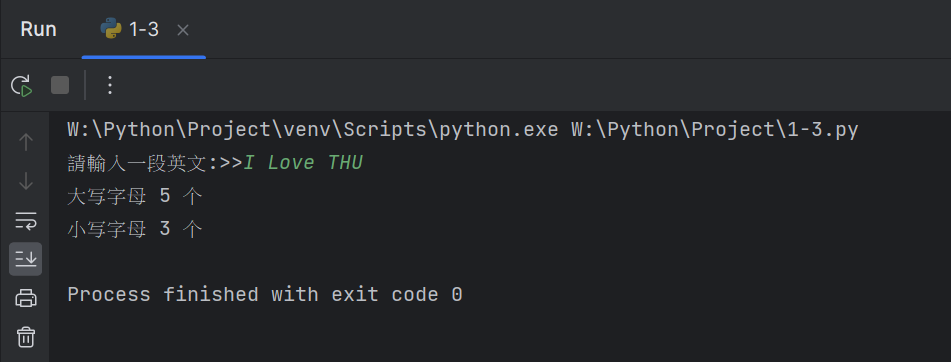 Run 1-3
W:\Python\Project\venv\Scripts\python.exe W:\Python\Project\1-3.py
請輸入一段英文:>>I Love THU
大写字母 5 个
小写字母 3 个
Process finished with exit code 0